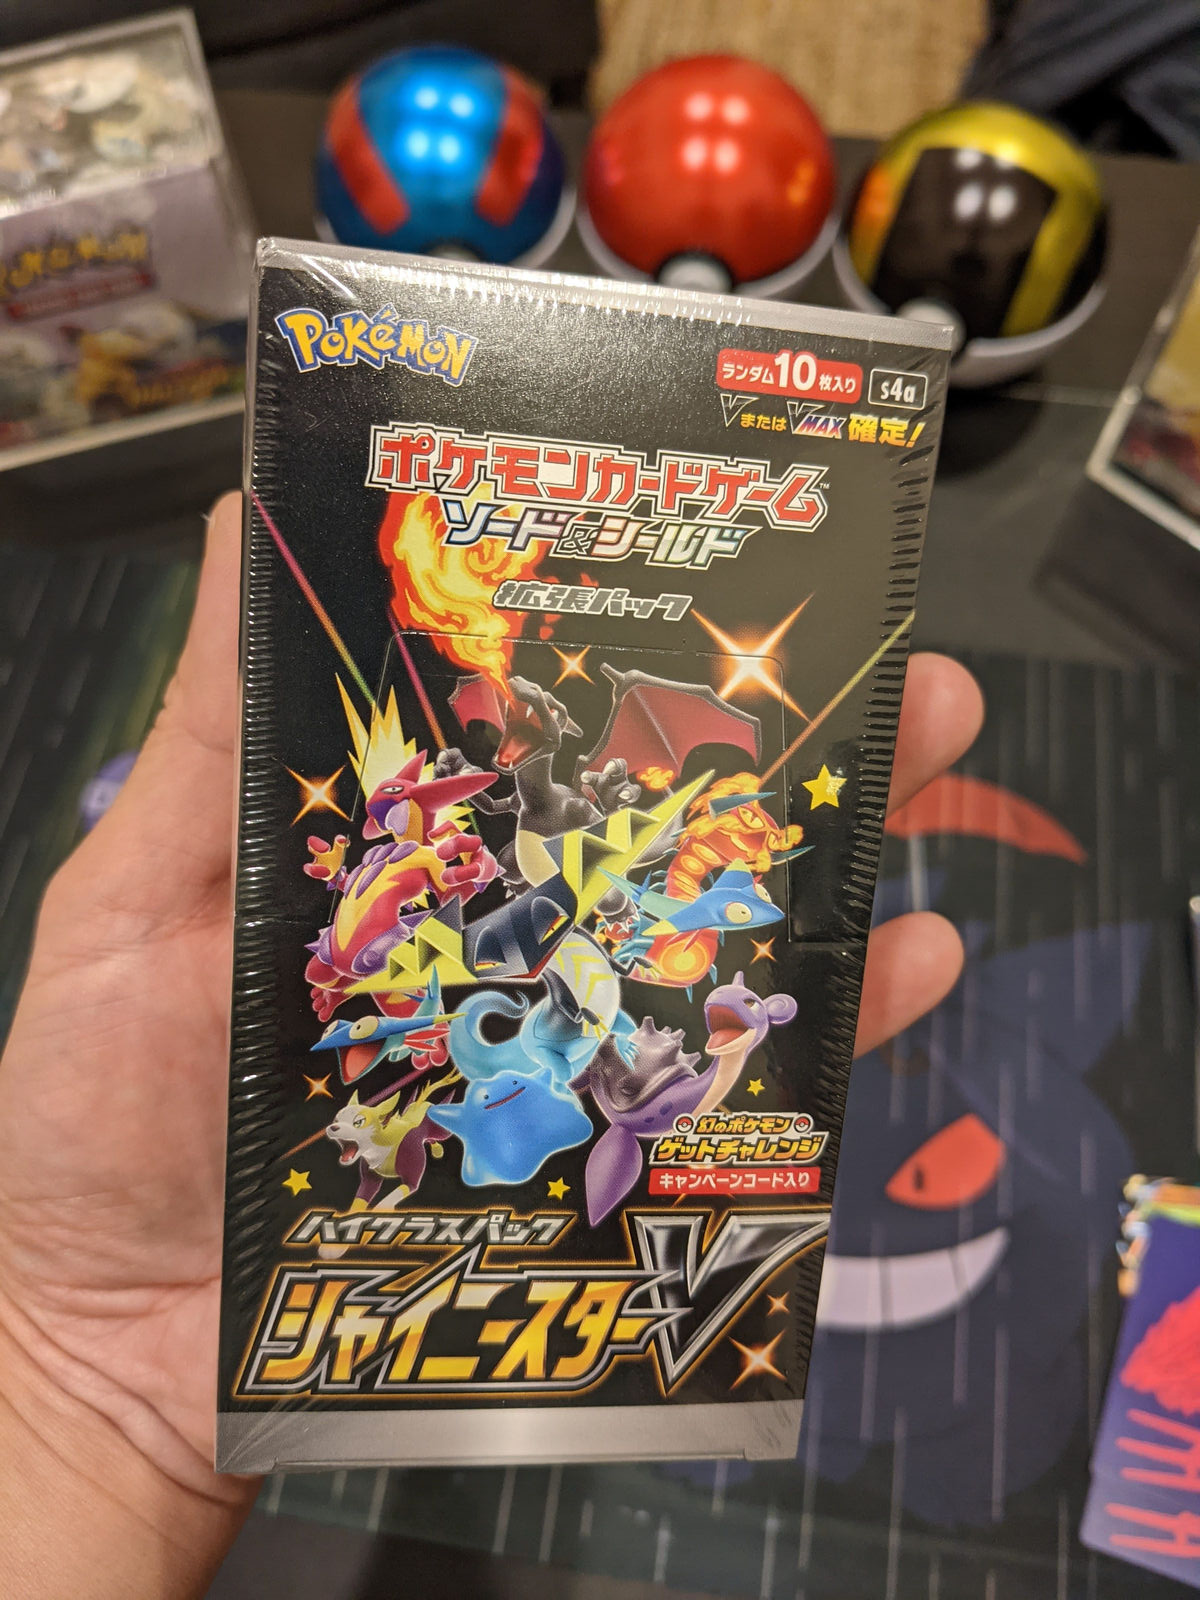 Pokémon
ランダム10枚入り
s4a
VまたはVMAX確定!
ポケモンカードゲーム™
ソード&シールド
拡張パック
幻のポケモン
ゲットチャレンジ
キャンペーンコード入り
ハイクラスパック
シャイニースターV
POKéMON